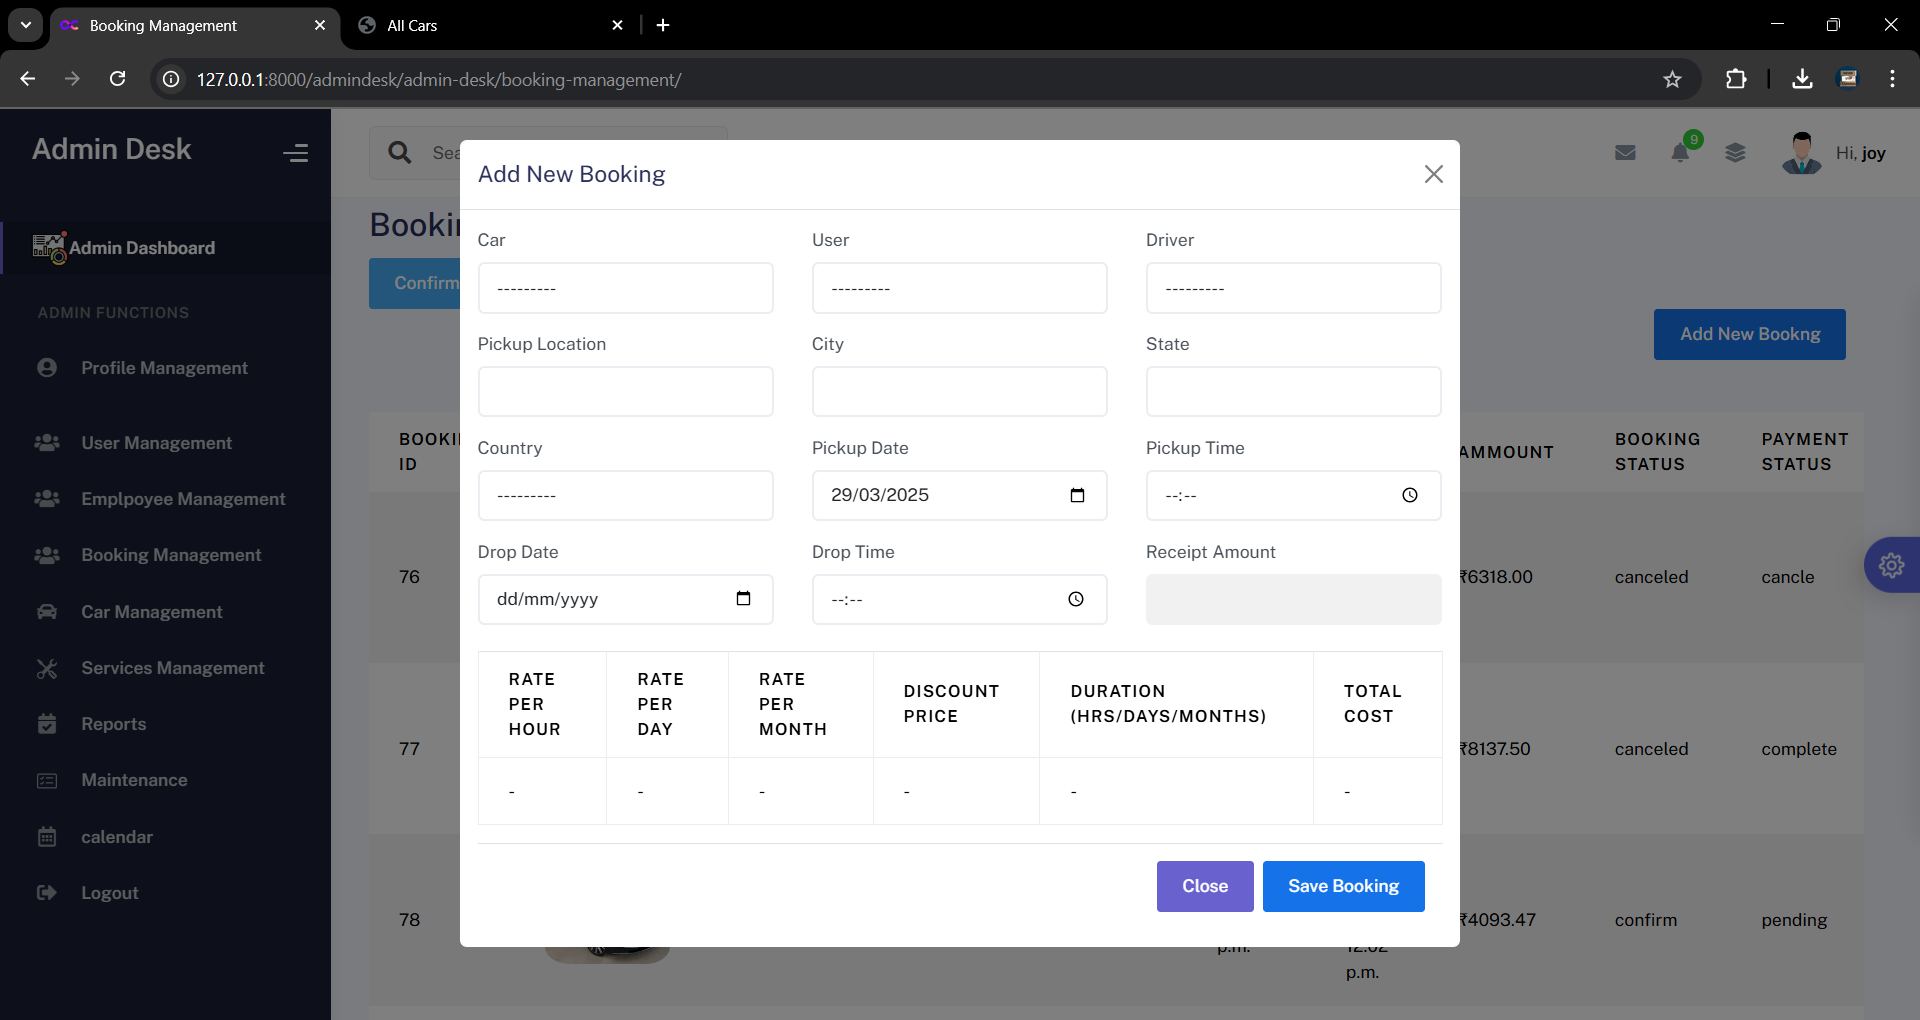 Booking Management
All Cars
127.0.0.1:8000/admindesk/admin-desk/booking-management/
Admin Desk
Sea
9
Hi, joy
Admin Dashboard
ADMIN FUNCTIONS
Profile Management
User Management
Emplpoyee Management
Booking Management
Car Management
Services Management
Reports
Maintenance
calendar
Logout
Bookin
Confirm
Add New Bookng
Add New Booking
Car User Driver
--------- --------- ---------
Pickup Location City State
Country Pickup Date Pickup Time
--------- 29/03/2025 --:--
Drop Date Drop Time Receipt Amount
dd/mm/yyyy --:--
RATE PER HOUR RATE PER DAY RATE PER MONTH DISCOUNT PRICE DURATION (HRS/DAYS/MONTHS) TOTAL COST
- - - - - -
Close Save Booking
BOOKI ID AMMOUNT BOOKING STATUS PAYMENT STATUS
76 ₹6318.00 canceled cancle
77 ₹8137.50 canceled complete
78 ₹4093.47 confirm pending
p.m. 12:02
p.m.